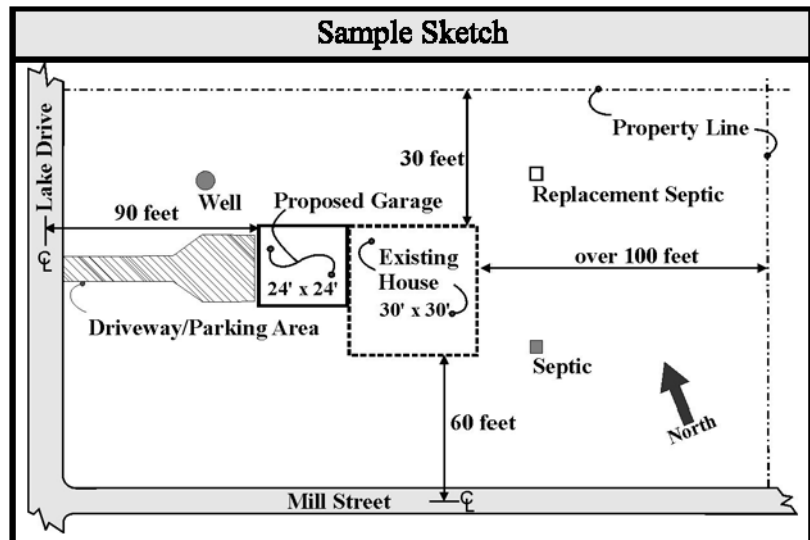 Sample Sketch
Lake Drive
℄
Property Line
30 feet
Well
Replacement Septic
90 feet
Proposed Garage
24' x 24'
Existing
House
30' x 30'
over 100 feet
Driveway/Parking Area
Septic
60 feet
North
Mill Street
℄